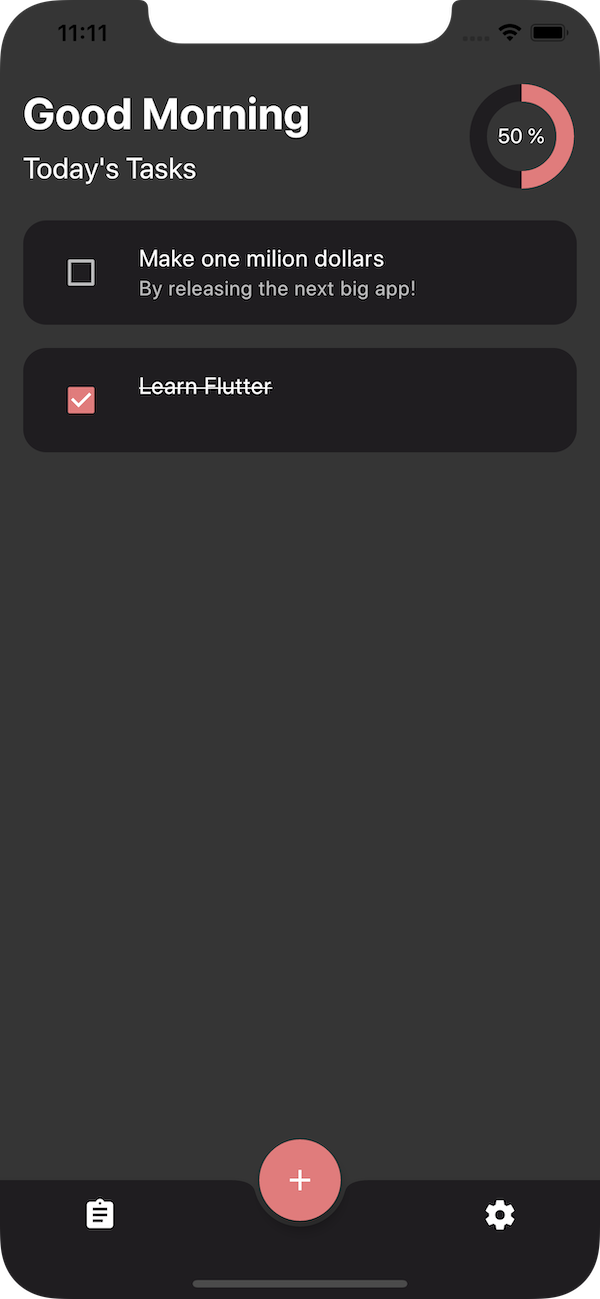 11:11
Good Morning
50 %
Today's Tasks
Make one milion dollars
By releasing the next big app!
Learn Flutter